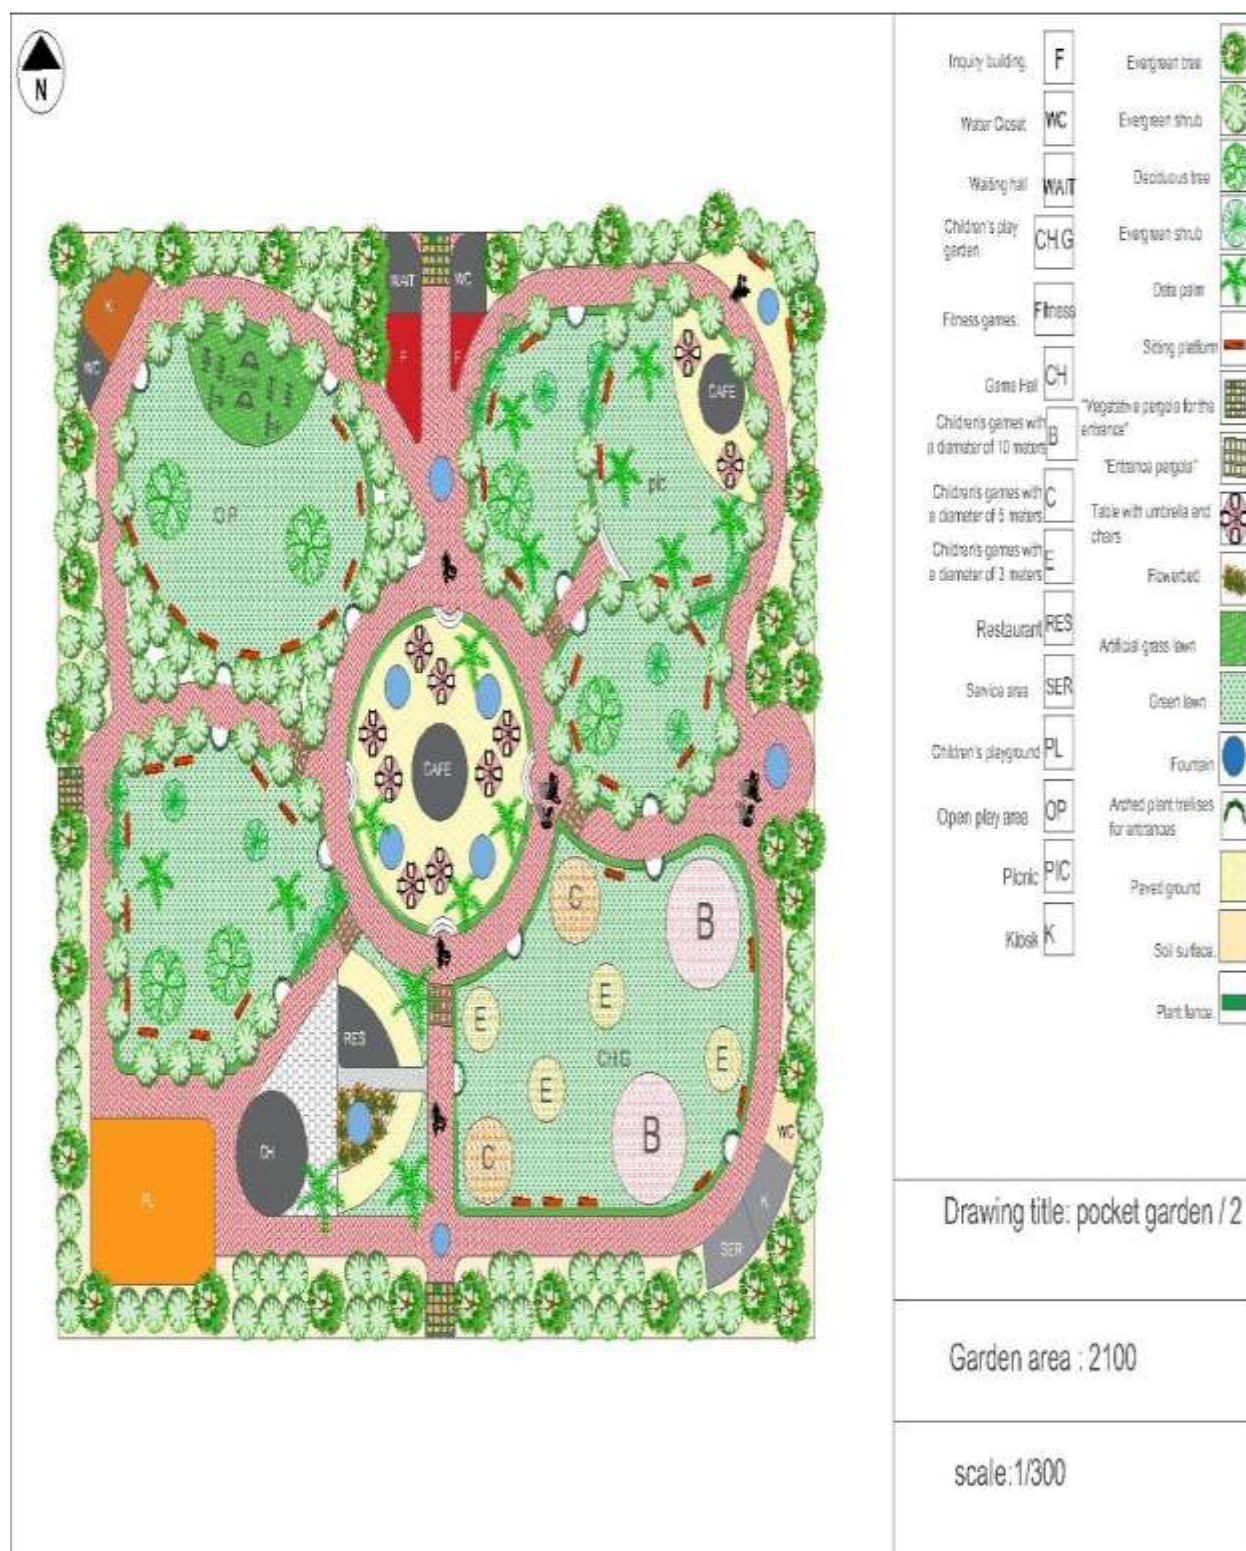 N
WAIT
WC
K
WC
F
F
CAFE
pic
O.P
CAFE
C
B
E
E
RES
CH.G
E
E
B
CH
C
WC
K
PL
SER
Inquiry building. F
Evergreen tree
Water Closet WC
Evergreen shrub
Waiting hall WAIT
Deciduous tree
Children's play
garden CH.G
Evergreen shrub
Date palm
Fitness games. Fitness
Sitting platform
Game Hall CH
"Vegetative pergola for the
entrance"
Children's games with
a diameter of 10 meters B
"Entrance pergola"
Children's games with
a diameter of 5 meters C
Table with umbrella and
chairs
Children's games with
a diameter of 3 meters E
Flowerbed
Restaurant RES
Artificial grass lawn
Service area SER
Green lawn
Children's playground PL
Fountain
Open play area OP
Arched plant trellises
for entrances
Picnic PIC
Paved ground
Kiosk K
Soil surface.
Plant fence.
Drawing title: pocket garden / 2
Garden area : 2100
scale:1/300